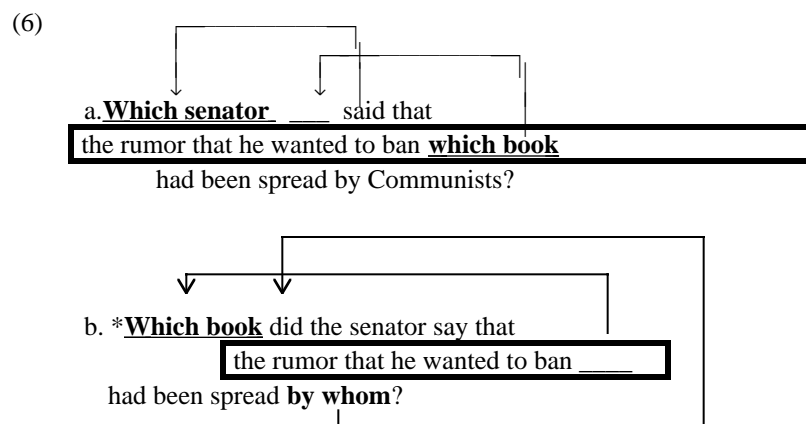 (6)
a.Which senator ___ said that
the rumor that he wanted to ban which book
had been spread by Communists?
b. *Which book did the senator say that
the rumor that he wanted to ban ____
had been spread by whom?